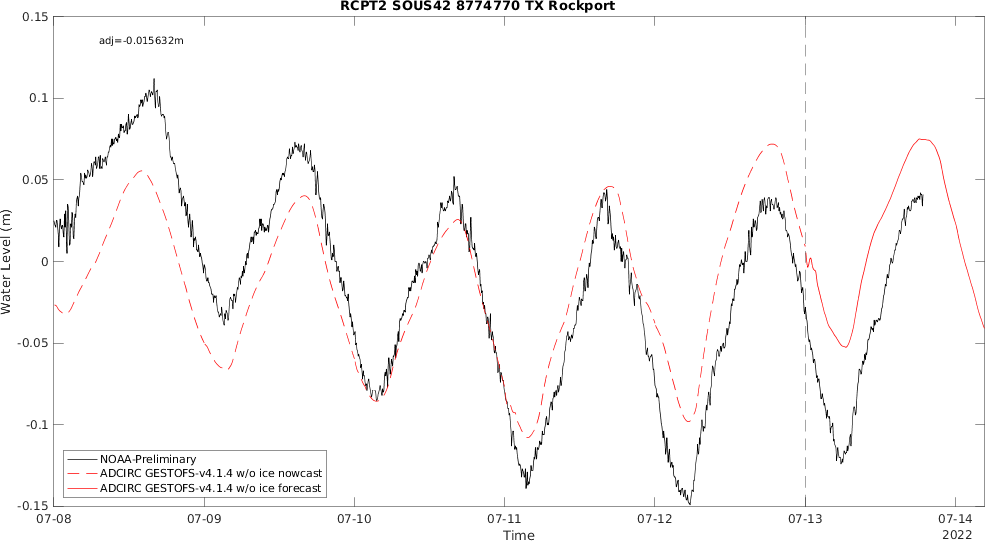 RCPT2 SOUS42 8774770 TX Rockport
0.15
adj=-0.015632m
0.1
0.05
0
-0.05
-0.1
-0.15
Water Level (m)
NOAA-Preliminary
ADCIRC GESTOFS-v4.1.4 w/o ice nowcast
ADCIRC GESTOFS-v4.1.4 w/o ice forecast
07-08 07-09 07-10 07-11 07-12 07-13 07-14
Time
2022